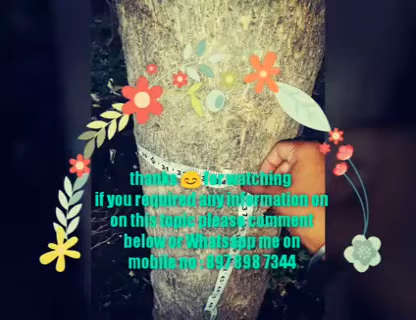 thanks 😊 for watching
if you required any information on
on this topic please comment
below or Whatsapp me on
mobile no : 897 898 7344